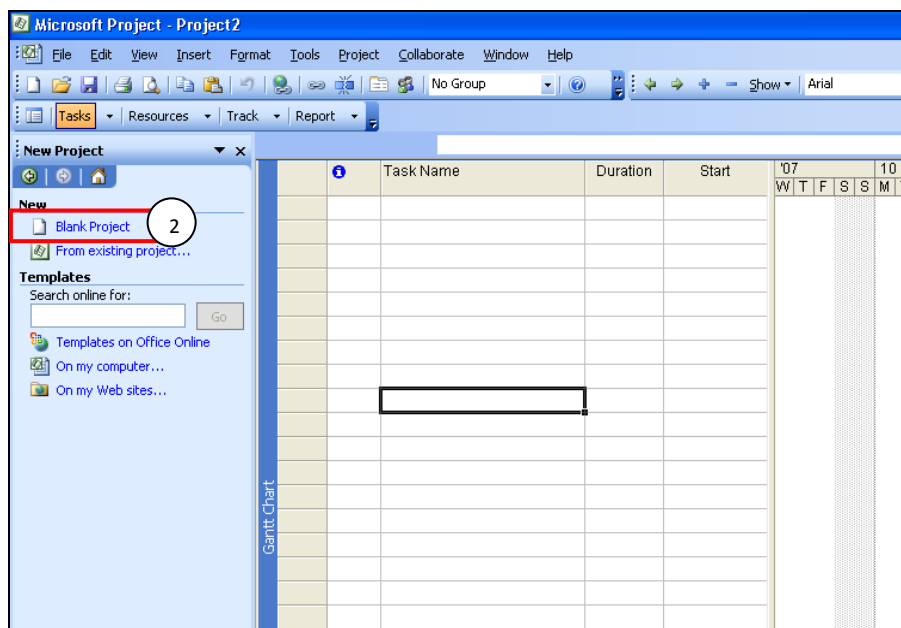 Microsoft Project - Project2
File Edit View Insert Format Tools Project Collaborate Window Help
No Group Show Arial
Tasks Resources Track Report
New Project
Task Name Duration Start '07 10
W T F S S M
New
Blank Project 2
From existing project...
Templates
Search online for:
Go
Templates on Office Online
On my computer...
On my Web sites...
Gantt Chart